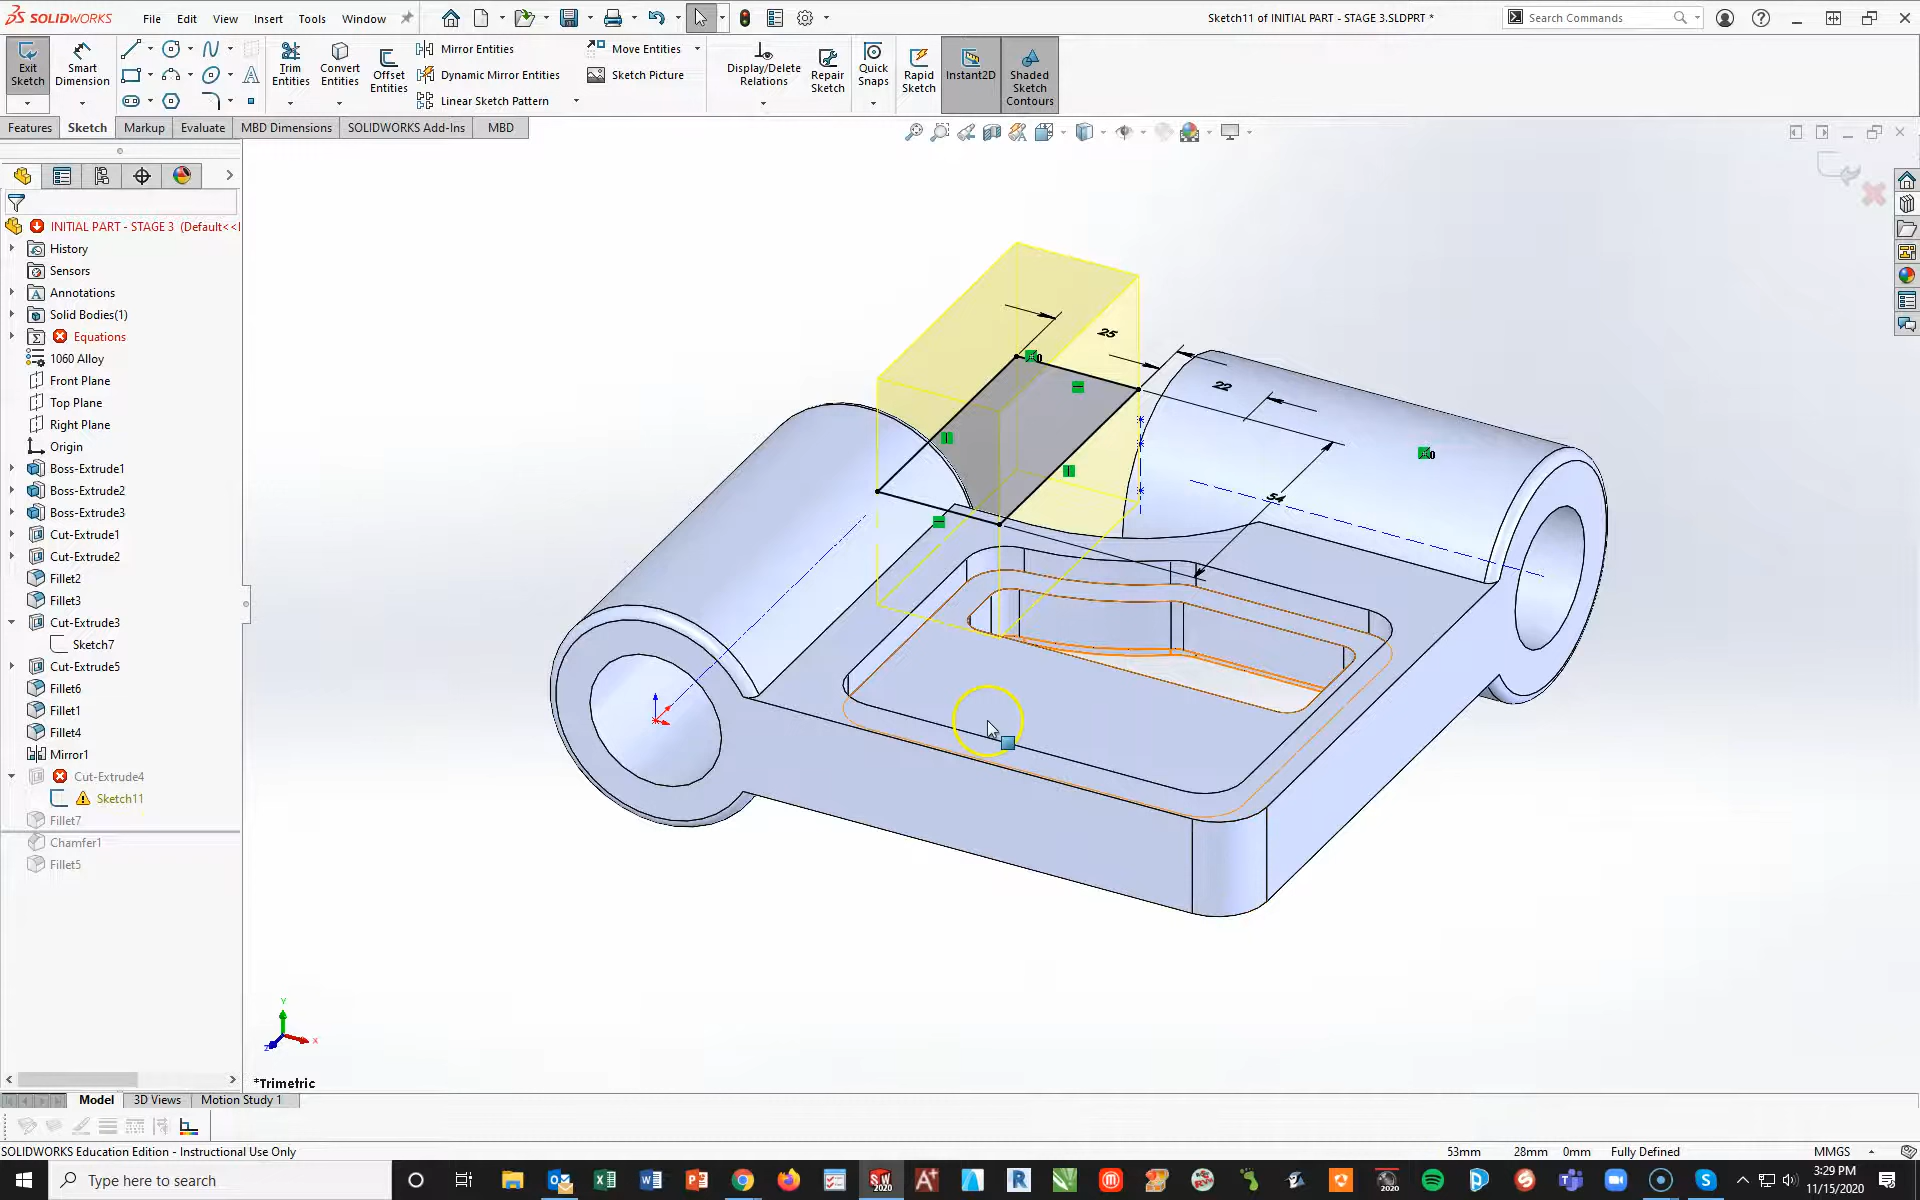 SOLIDWORKS File Edit View Insert Tools Window Sketch11 of INITIAL PART - STAGE 3.SLDPRT * Search Commands
Exit Sketch
Smart Dimension
Trim Entities
Convert Entities
Offset Entities
Mirror Entities
Dynamic Mirror Entities
Linear Sketch Pattern
Move Entities
Sketch Picture
Display/Delete Relations
Repair Sketch
Quick Snaps
Rapid Sketch
Instant2D
Shaded Sketch Contours
Features Sketch Markup Evaluate MBD Dimensions SOLIDWORKS Add-Ins MBD
INITIAL PART - STAGE 3 (Default<<
History
Sensors
Annotations
Solid Bodies(1)
Equations
1060 Alloy
Front Plane
Top Plane
Right Plane
Origin
Boss-Extrude1
Boss-Extrude2
Boss-Extrude3
Cut-Extrude1
Cut-Extrude2
Fillet2
Fillet3
Cut-Extrude3
Sketch7
Cut-Extrude5
Fillet6
Fillet1
Fillet4
Mirror1
Cut-Extrude4
Sketch11
Fillet7
Chamfer1
Fillet5
25
22
54
0
0
Y
X
Z
*Trimetric
Model 3D Views Motion Study 1
SOLIDWORKS Education Edition - Instructional Use Only 53mm 28mm 0mm Fully Defined MMGS
Type here to search
3:29 PM
11/15/2020